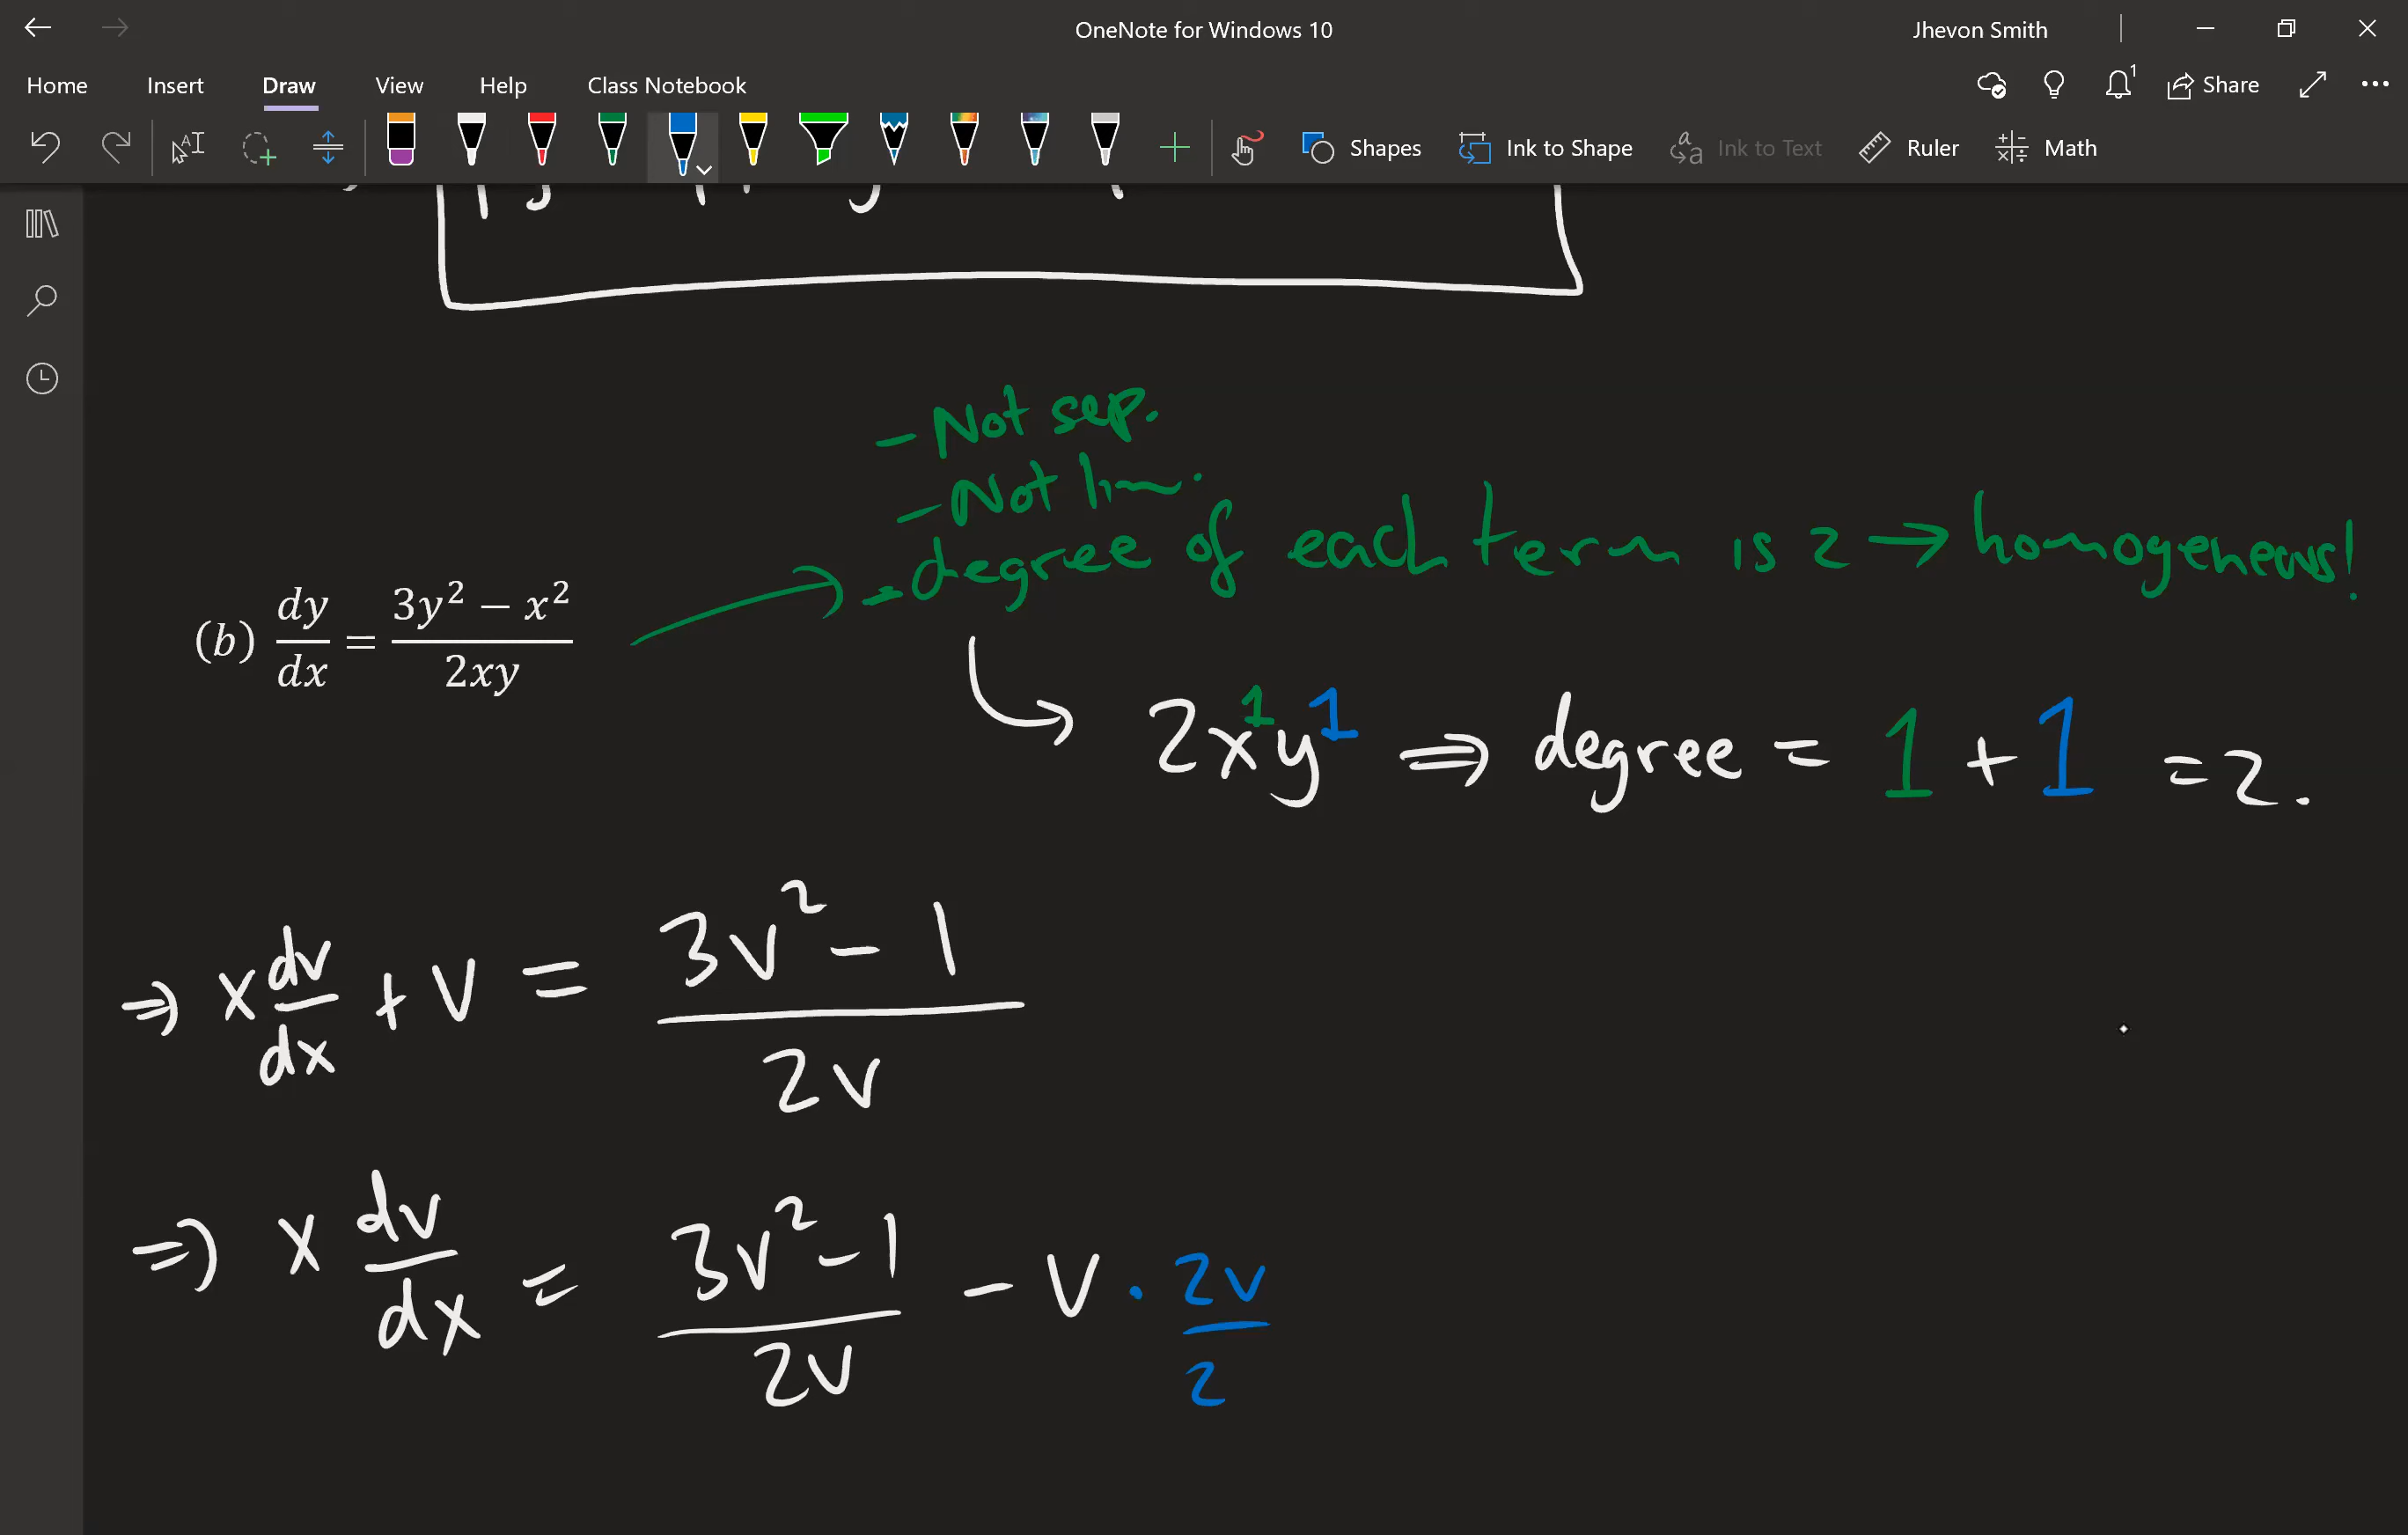 OneNote for Windows 10
Jhevon Smith
Home Insert Draw View Help Class Notebook
1 Share
Shapes Ink to Shape Ink to Text Ruler Math
- Not sep.
- Not lin.
- degree of each term is 2 → homogeneous!
(b) dy/dx = (3y² − x²)/(2xy)
↳ 2x¹y¹ ⇒ degree = 1 + 1 = 2.
⇒ x dv/dx + v = (3v² − 1)/(2v)
⇒ x dv/dx = (3v² − 1)/(2v) − v · 2v/2